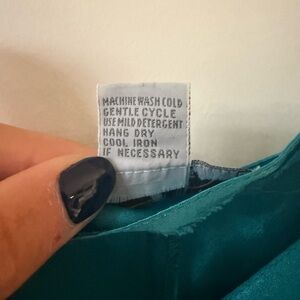 MACHINE WASH COLD
GENTLE CYCLE
USE MILD DETERGENT
HANG DRY
COOL IRON
IF NECESSARY